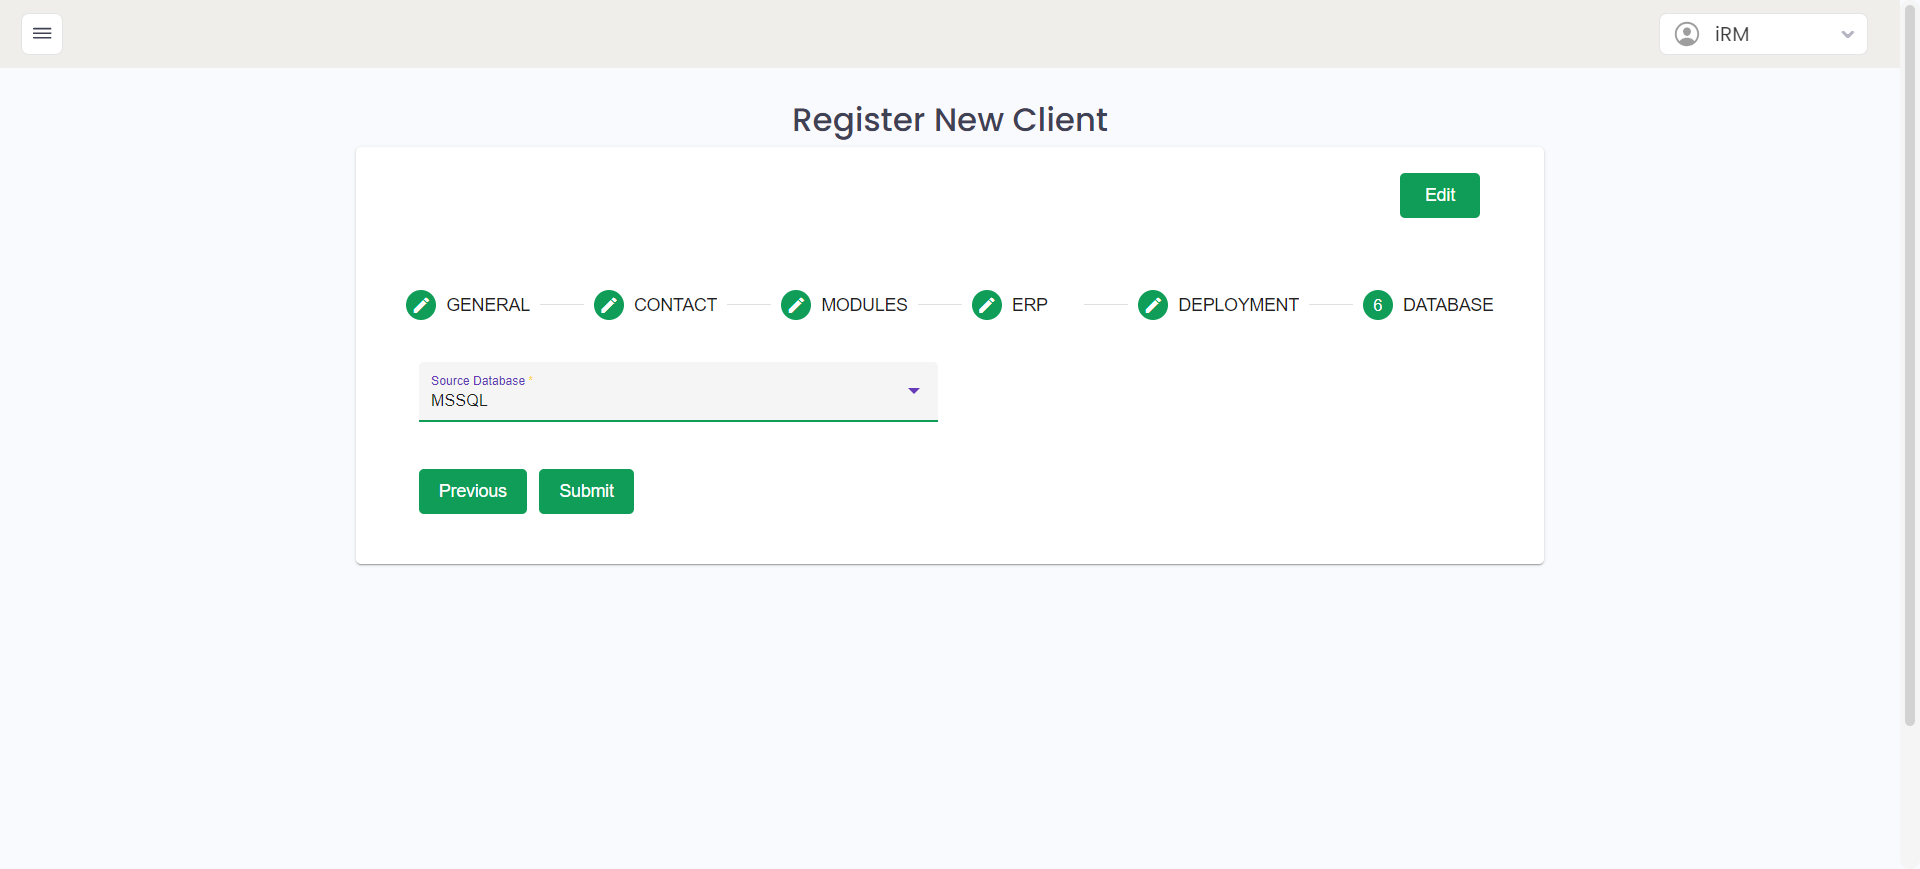 iRM
Register New Client
Edit
GENERAL CONTACT MODULES ERP DEPLOYMENT 6 DATABASE
Source Database *
MSSQL
Previous Submit